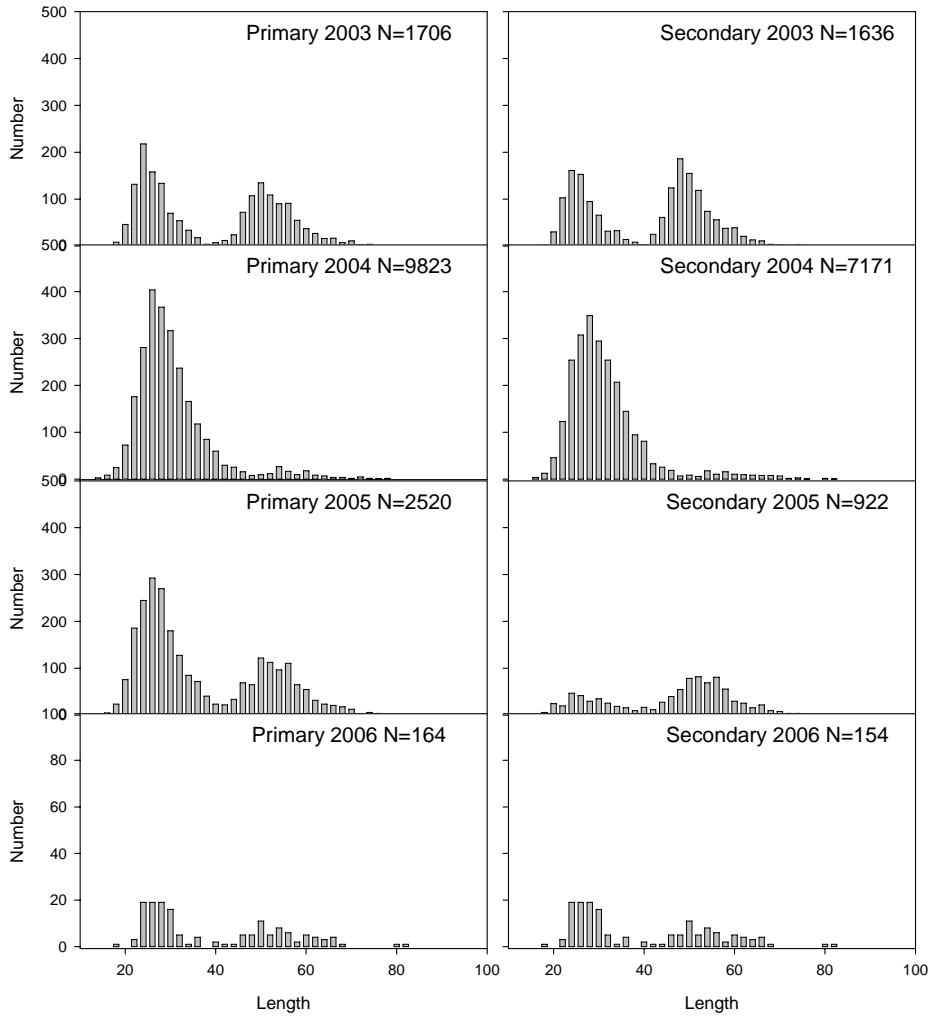 500
400
300
200
100
0
Number
Primary 2003 N=1706
Secondary 2003 N=1636
500
400
300
200
100
0
Number
Primary 2004 N=9823
Secondary 2004 N=7171
500
400
300
200
100
0
Number
Primary 2005 N=2520
Secondary 2005 N=922
100
80
60
40
20
0
Number
Primary 2006 N=164
Secondary 2006 N=154
20 40 60 80 100
20 40 60 80 100
Length
Length